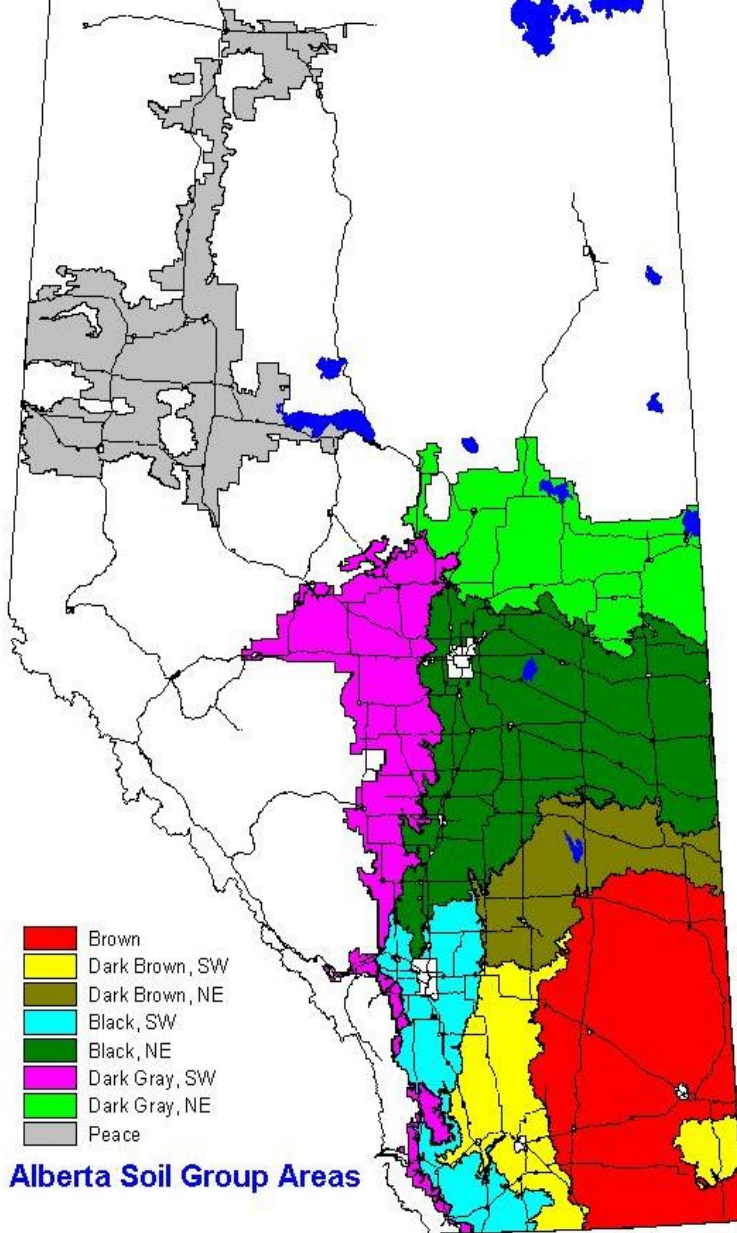 Brown
Dark Brown, SW
Dark Brown, NE
Black, SW
Black, NE
Dark Gray, SW
Dark Gray, NE
Peace
Alberta Soil Group Areas